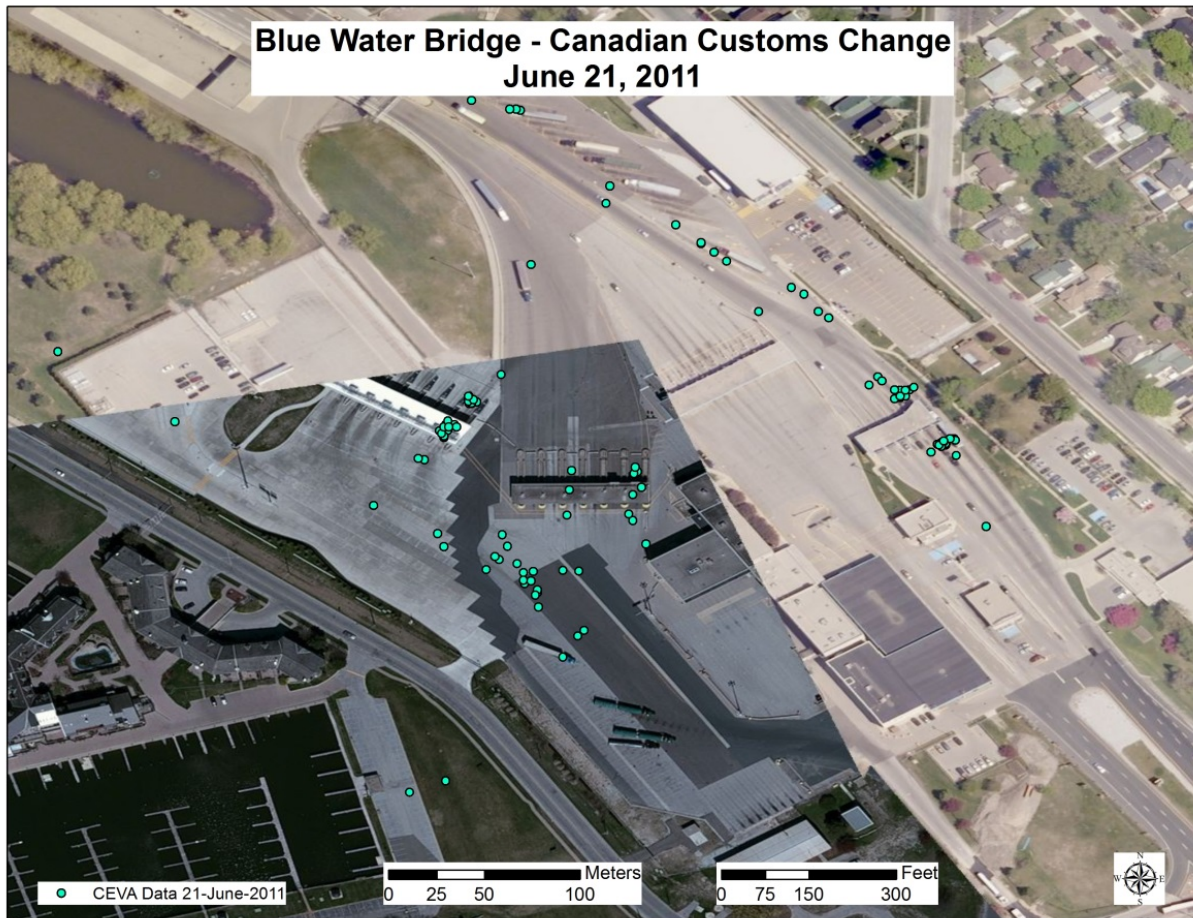 Blue Water Bridge - Canadian Customs Change
June 21, 2011
CEVA Data 21-June-2011
Meters
0 25 50 100
Feet
0 75 150 300
N
W E
S